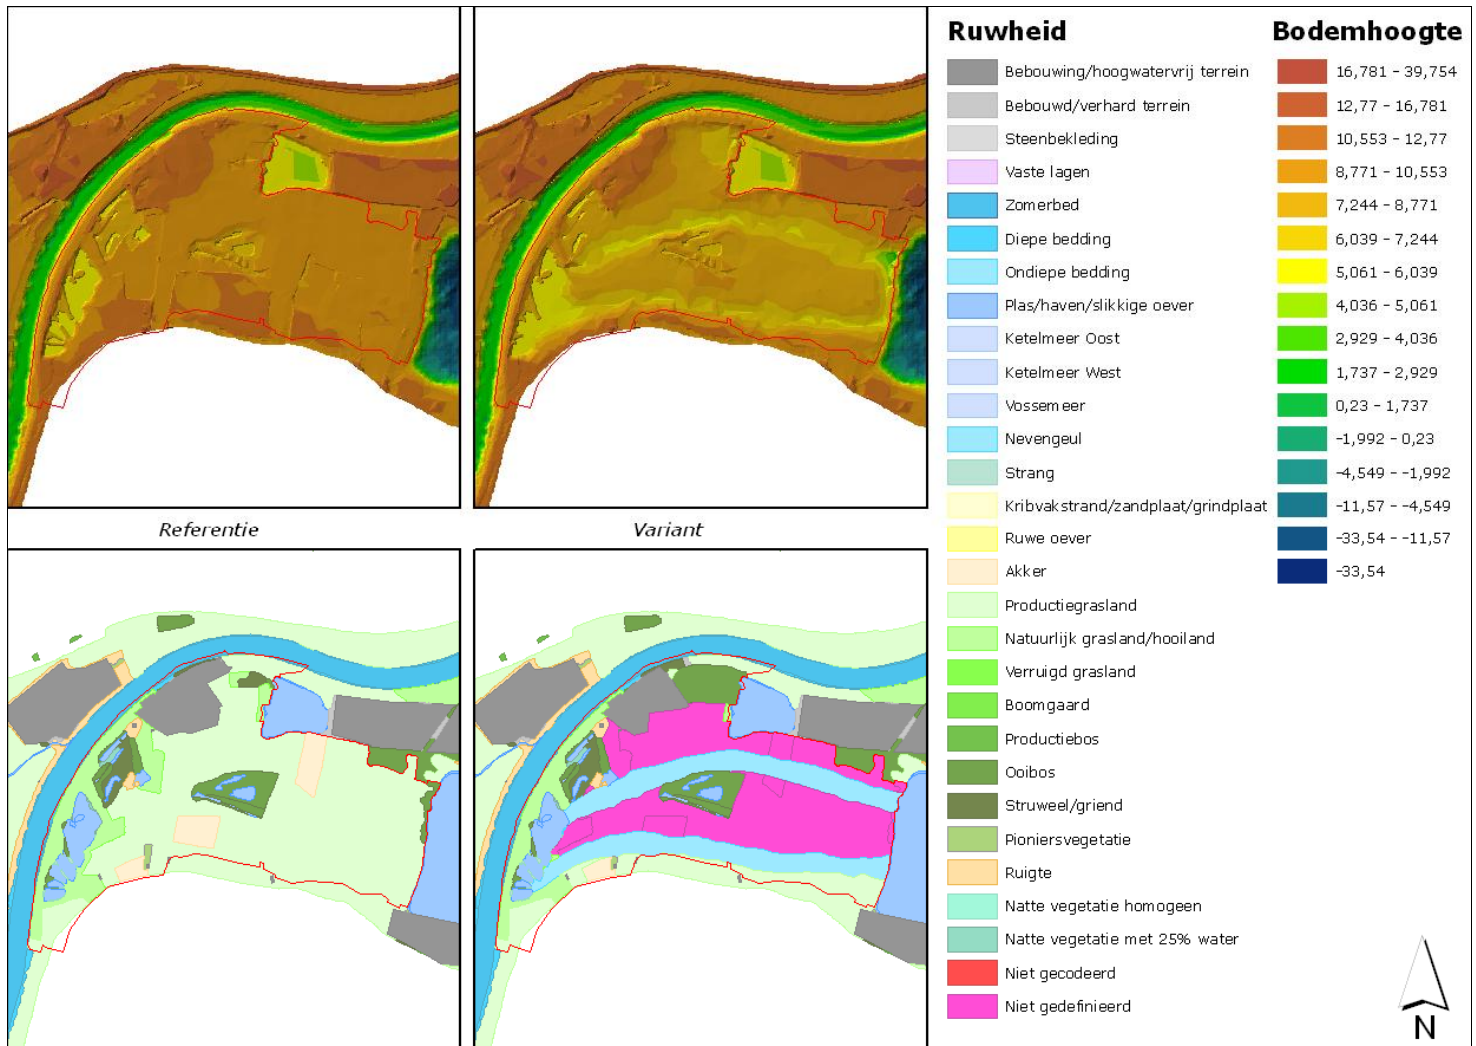 Ruwheid
Bebouwing/hoogwatervrij terrein
Bebouwd/verhard terrein
Steenbekleding
Vaste lagen
Zomerbed
Diepe bedding
Ondiepe bedding
Plas/haven/slikkige oever
Ketelmeer Oost
Ketelmeer West
Vossemeer
Nevengeul
Strang
Kribvakstrand/zandplaat/grindplaat
Ruwe oever
Akker
Productiegrasland
Natuurlijk grasland/hooiland
Verruigd grasland
Boomgaard
Productiebos
Ooibos
Struweel/griend
Pioniersvegetatie
Ruigte
Natte vegetatie homogeen
Natte vegetatie met 25% water
Niet gecodeerd
Niet gedefinieerd
Bodemhoogte
16,781 - 39,754
12,77 - 16,781
10,553 - 12,77
8,771 - 10,553
7,244 - 8,771
6,039 - 7,244
5,061 - 6,039
4,036 - 5,061
2,929 - 4,036
1,737 - 2,929
0,23 - 1,737
-1,992 - 0,23
-4,549 - -1,992
-11,57 - -4,549
-33,54 - -11,57
-33,54
Referentie
Variant
N